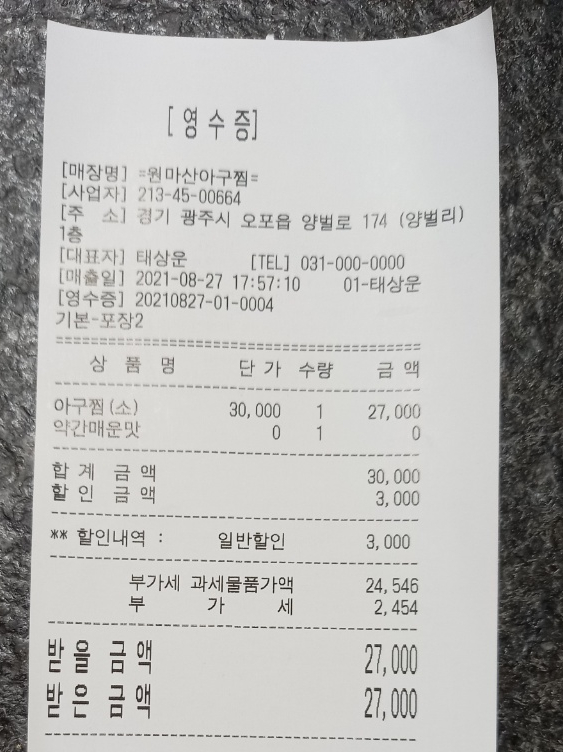 [영수증]
[매장명] =원마산아구찜=
[사업자] 213-45-00664
[주 소] 경기 광주시 오포읍 양벌로 174 (양벌리)
1층
[대표자] 태상운 [TEL] 031-000-0000
[매출일] 2021-08-27 17:57:10 01-태상운
[영수증] 20210827-01-0004
기본-포장2
상 품 명 단 가 수량 금 액
아구찜(소) 30,000 1 27,000
약간매운맛 0 1 0
합 계 금 액 30,000
할 인 금 액 3,000
** 할인내역 : 일반할인 3,000
부가세 과세물품가액 24,546
부 가 세 2,454
받 을 금 액 27,000
받 은 금 액 27,000